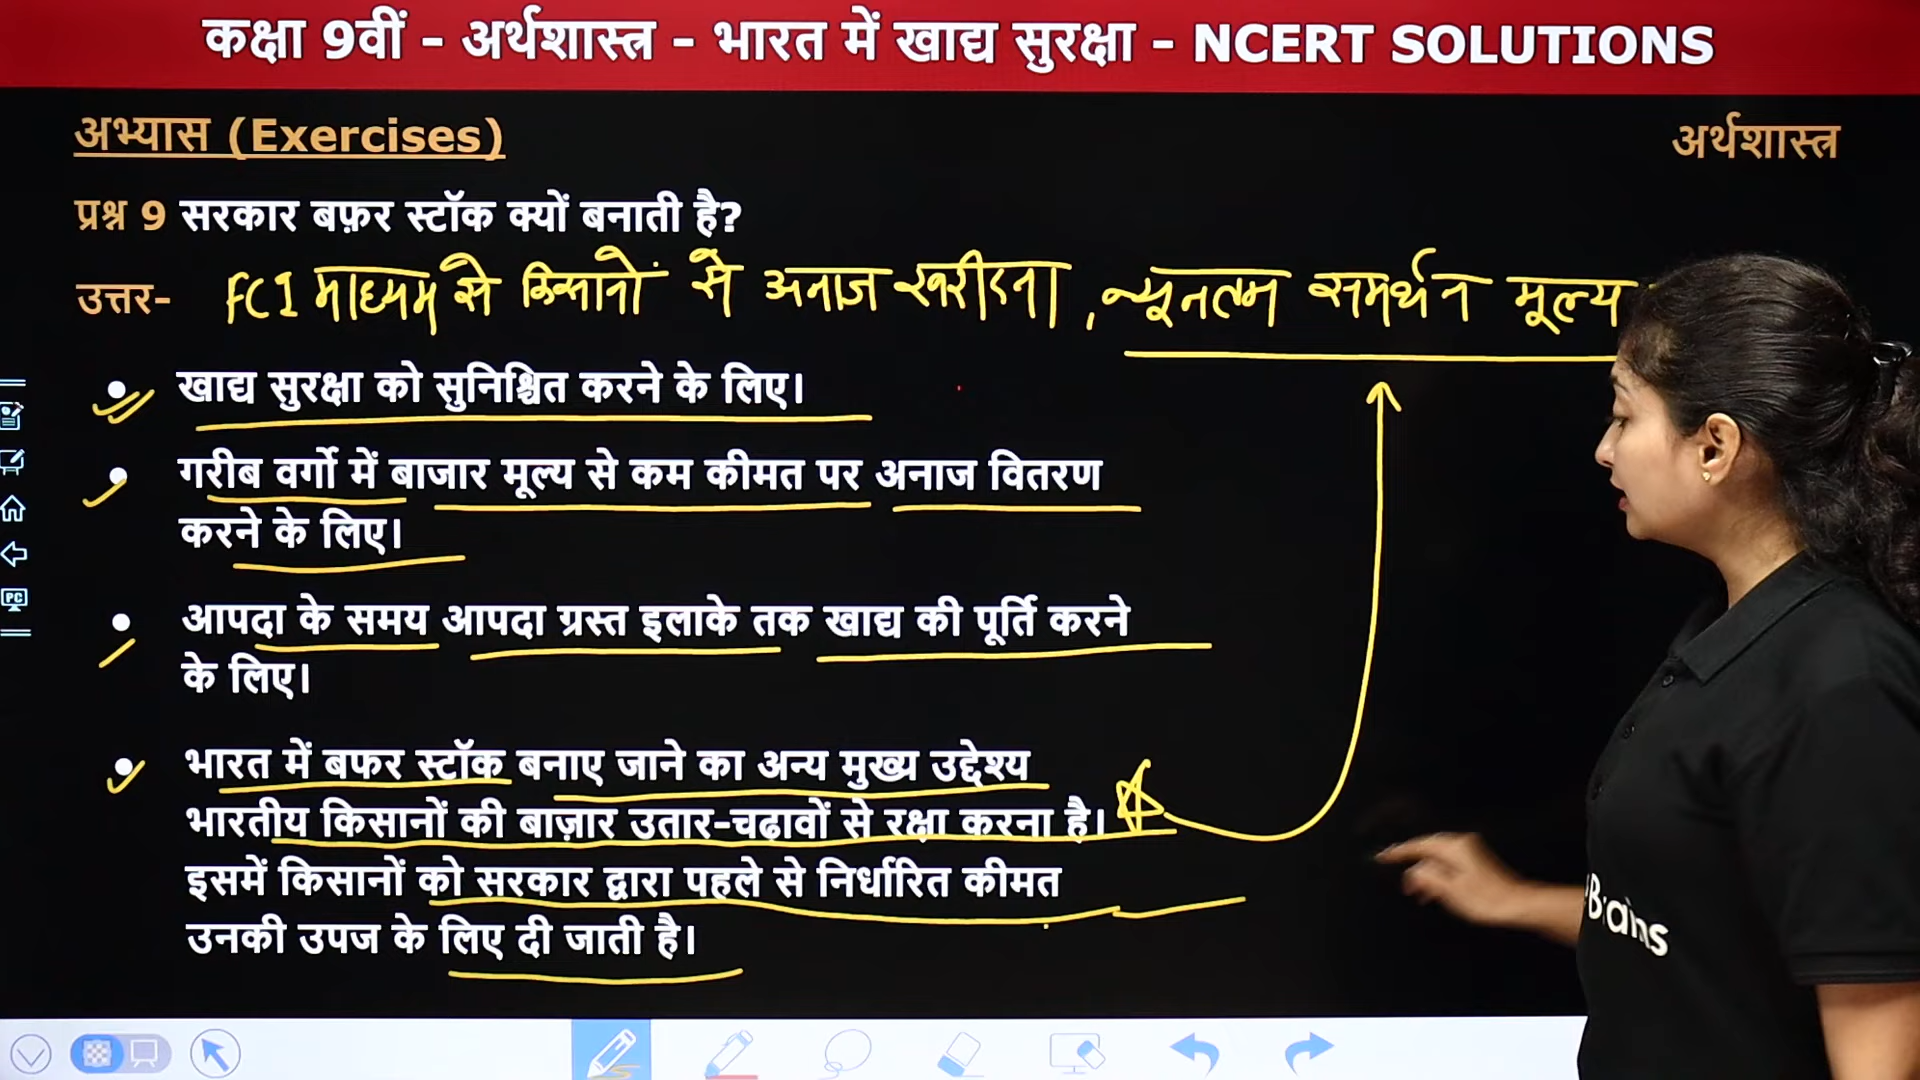 कक्षा 9वीं - अर्थशास्त्र - भारत में खाद्य सुरक्षा - NCERT SOLUTIONS
अभ्यास (Exercises)
अर्थशास्त्र
प्रश्न 9 सरकार बफ़र स्टॉक क्यों बनाती है?
उत्तर- FCI माध्यम से किसानों से अनाज खरीदना, न्यूनतम समर्थन मूल्य
खाद्य सुरक्षा को सुनिश्चित करने के लिए।
गरीब वर्गो में बाजार मूल्य से कम कीमत पर अनाज वितरण
करने के लिए।
आपदा के समय आपदा ग्रस्त इलाके तक खाद्य की पूर्ति करने
के लिए।
भारत में बफर स्टॉक बनाए जाने का अन्य मुख्य उद्देश्य
भारतीय किसानों की बाज़ार उतार-चढ़ावों से रक्षा करना है।
इसमें किसानों को सरकार द्वारा पहले से निर्धारित कीमत
उनकी उपज के लिए दी जाती है।
PC
Brains